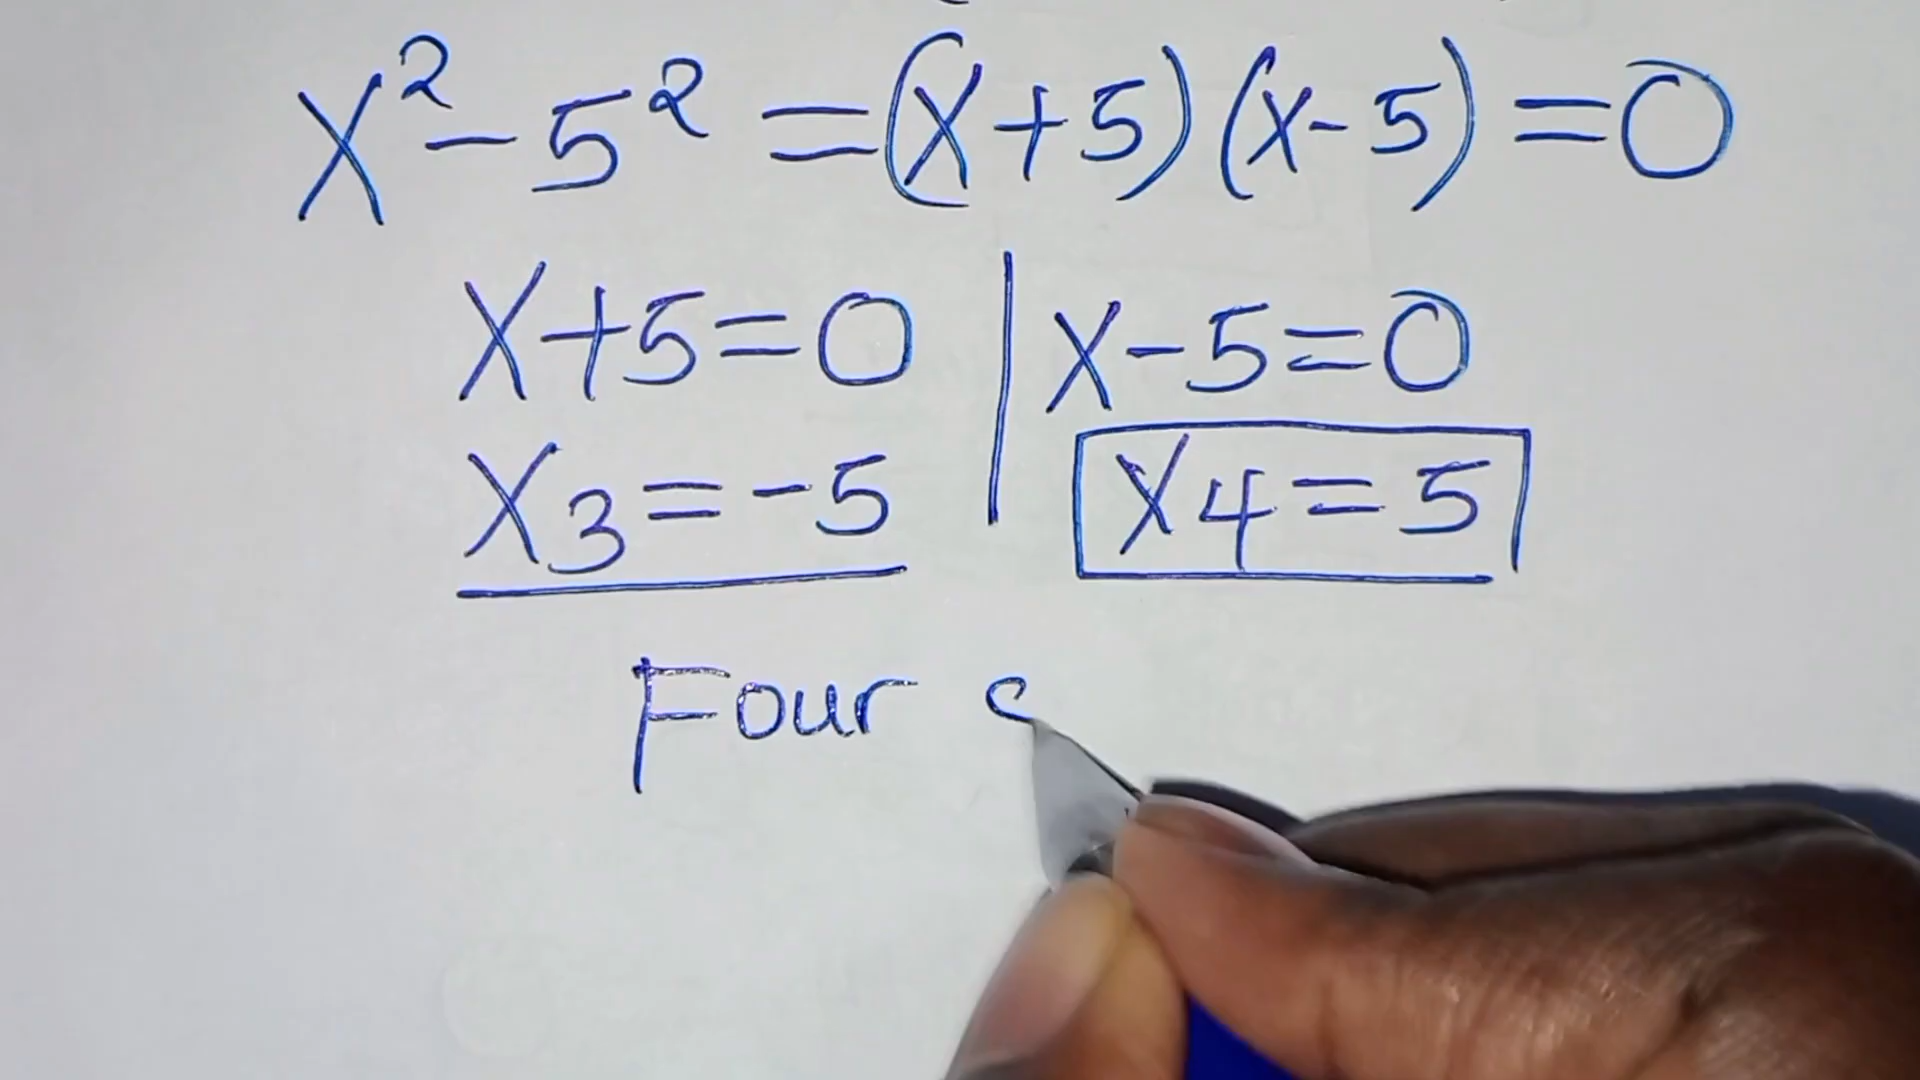 x² - 5² = (x + 5) (x - 5) = 0
x + 5 = 0 | x - 5 = 0
x₃ = -5 | x₄ = 5
Four s